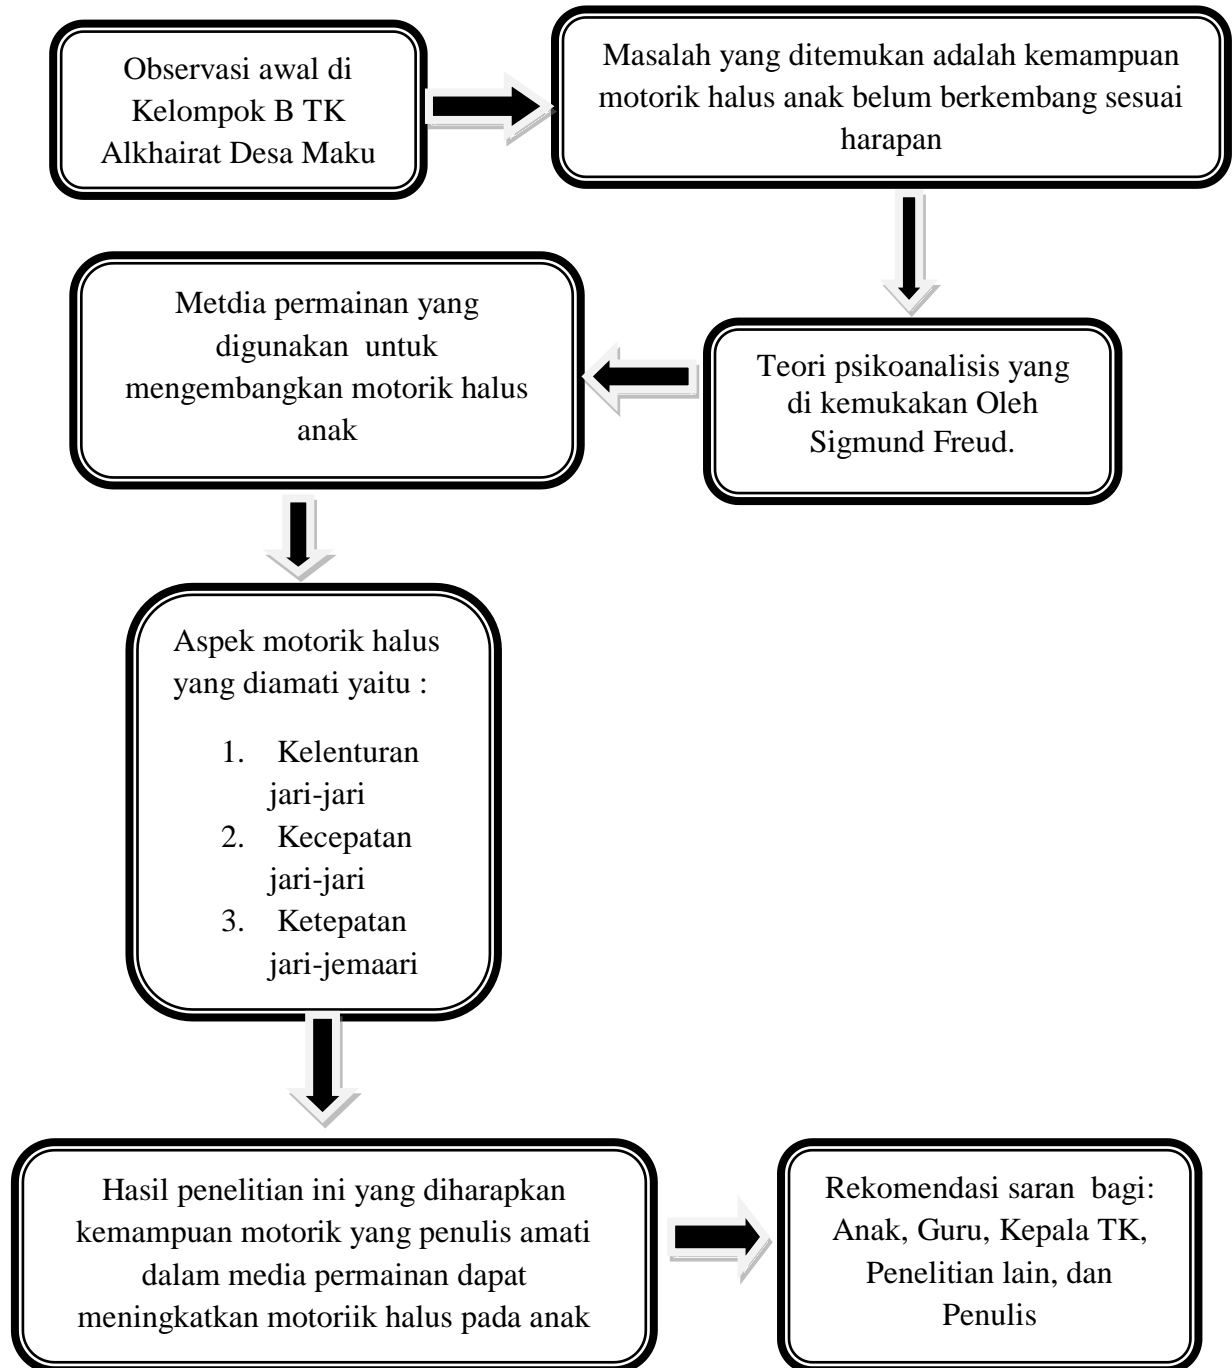 Observasi awal di
Kelompok B TK
Alkhairat Desa Maku
Masalah yang ditemukan adalah kemampuan
motorik halus anak belum berkembang sesuai
harapan
Teori psikoanalisis yang
di kemukakan Oleh
Sigmund Freud.
Metdia permainan yang
digunakan untuk
mengembangkan motorik halus
anak
Aspek motorik halus
yang diamati yaitu :
1. Kelenturan
jari-jari
2. Kecepatan
jari-jari
3. Ketepatan
jari-jemaari
Hasil penelitian ini yang diharapkan
kemampuan motorik yang penulis amati
dalam media permainan dapat
meningkatkan motoriik halus pada anak
Rekomendasi saran bagi:
Anak, Guru, Kepala TK,
Penelitian lain, dan
Penulis